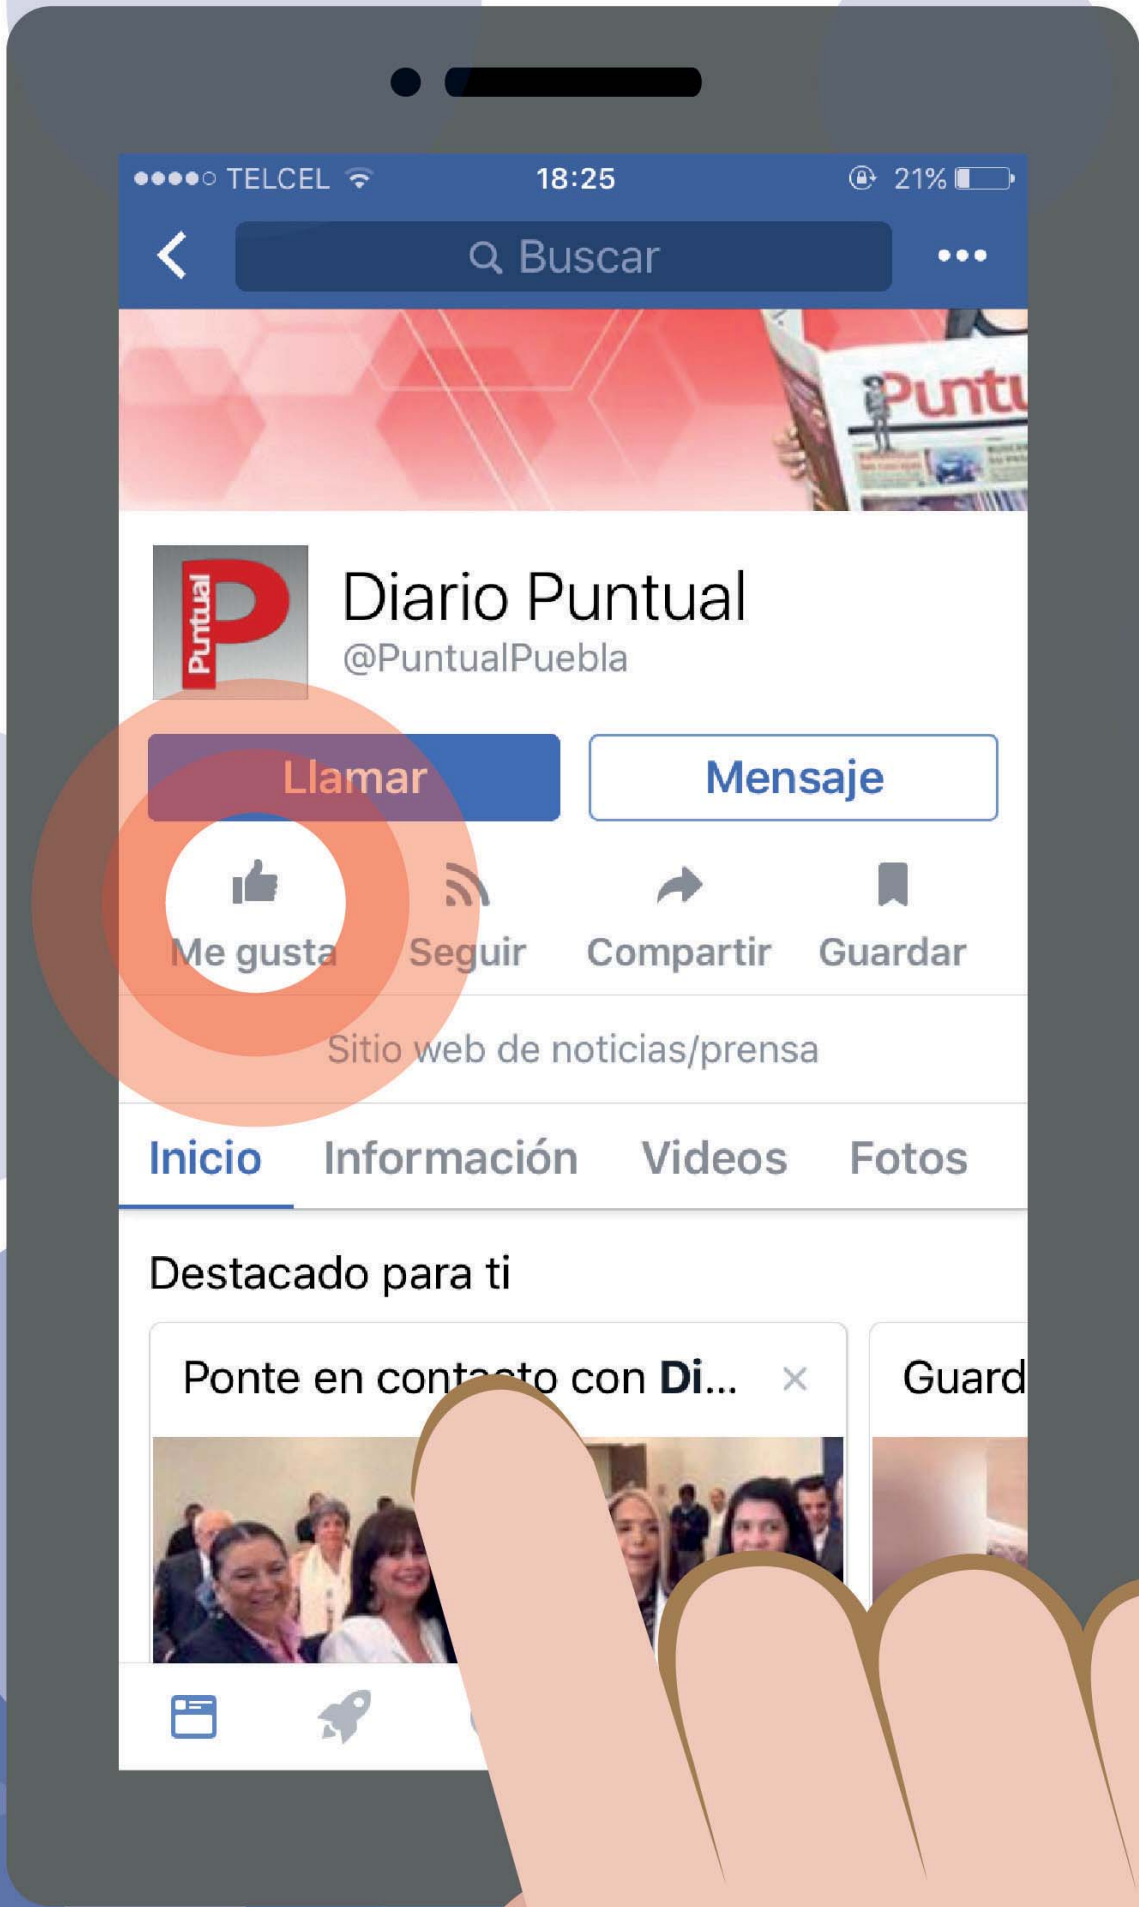 TELCEL 18:25 21%
Buscar
Puntu
Puntual
Diario Puntual
@PuntualPuebla
Llamar Mensaje
Me gusta Seguir Compartir Guardar
Sitio web de noticias/prensa
Inicio Información Videos Fotos
Destacado para ti
Ponte en contacto con Di... Guard